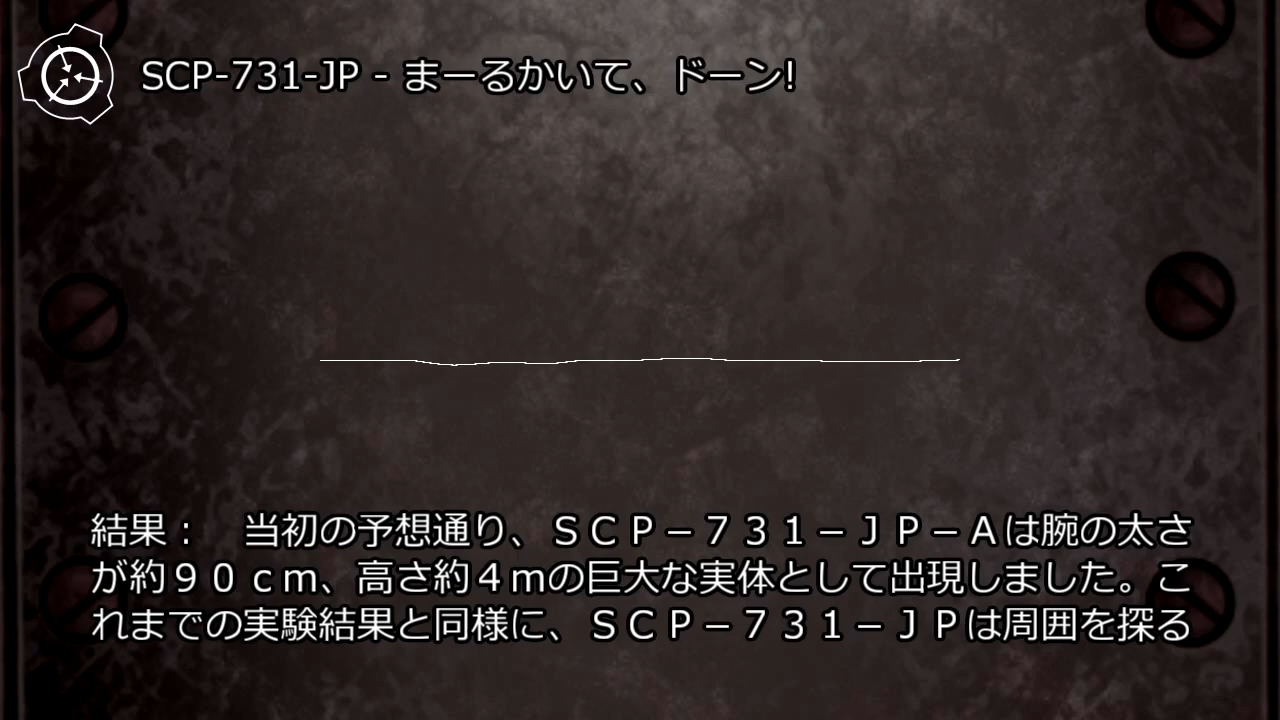 SCP-731-JP - まーるかいて、ドーン!
結果：　当初の予想通り、ＳＣＰ－７３１－ＪＰ－Ａは腕の太さ
が約９０ｃｍ、高さ約４ｍの巨大な実体として出現しました。こ
れまでの実験結果と同様に、ＳＣＰ－７３１－ＪＰは周囲を探る